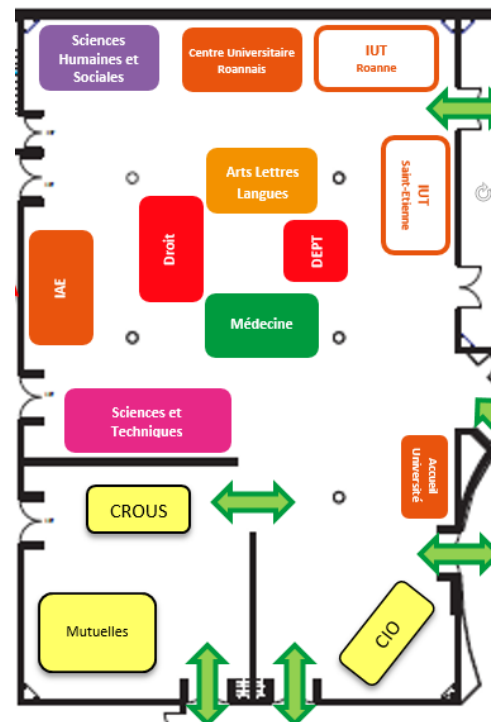 Sciences
Humaines et
Sociales
Centre Universitaire
Roannais
IUT
Roanne
IUT
Saint-Etienne
Arts Lettres
Langues
Droit
DEPT
IAE
Médecine
Sciences et
Techniques
Accueil
Université
CROUS
Mutuelles
CIO